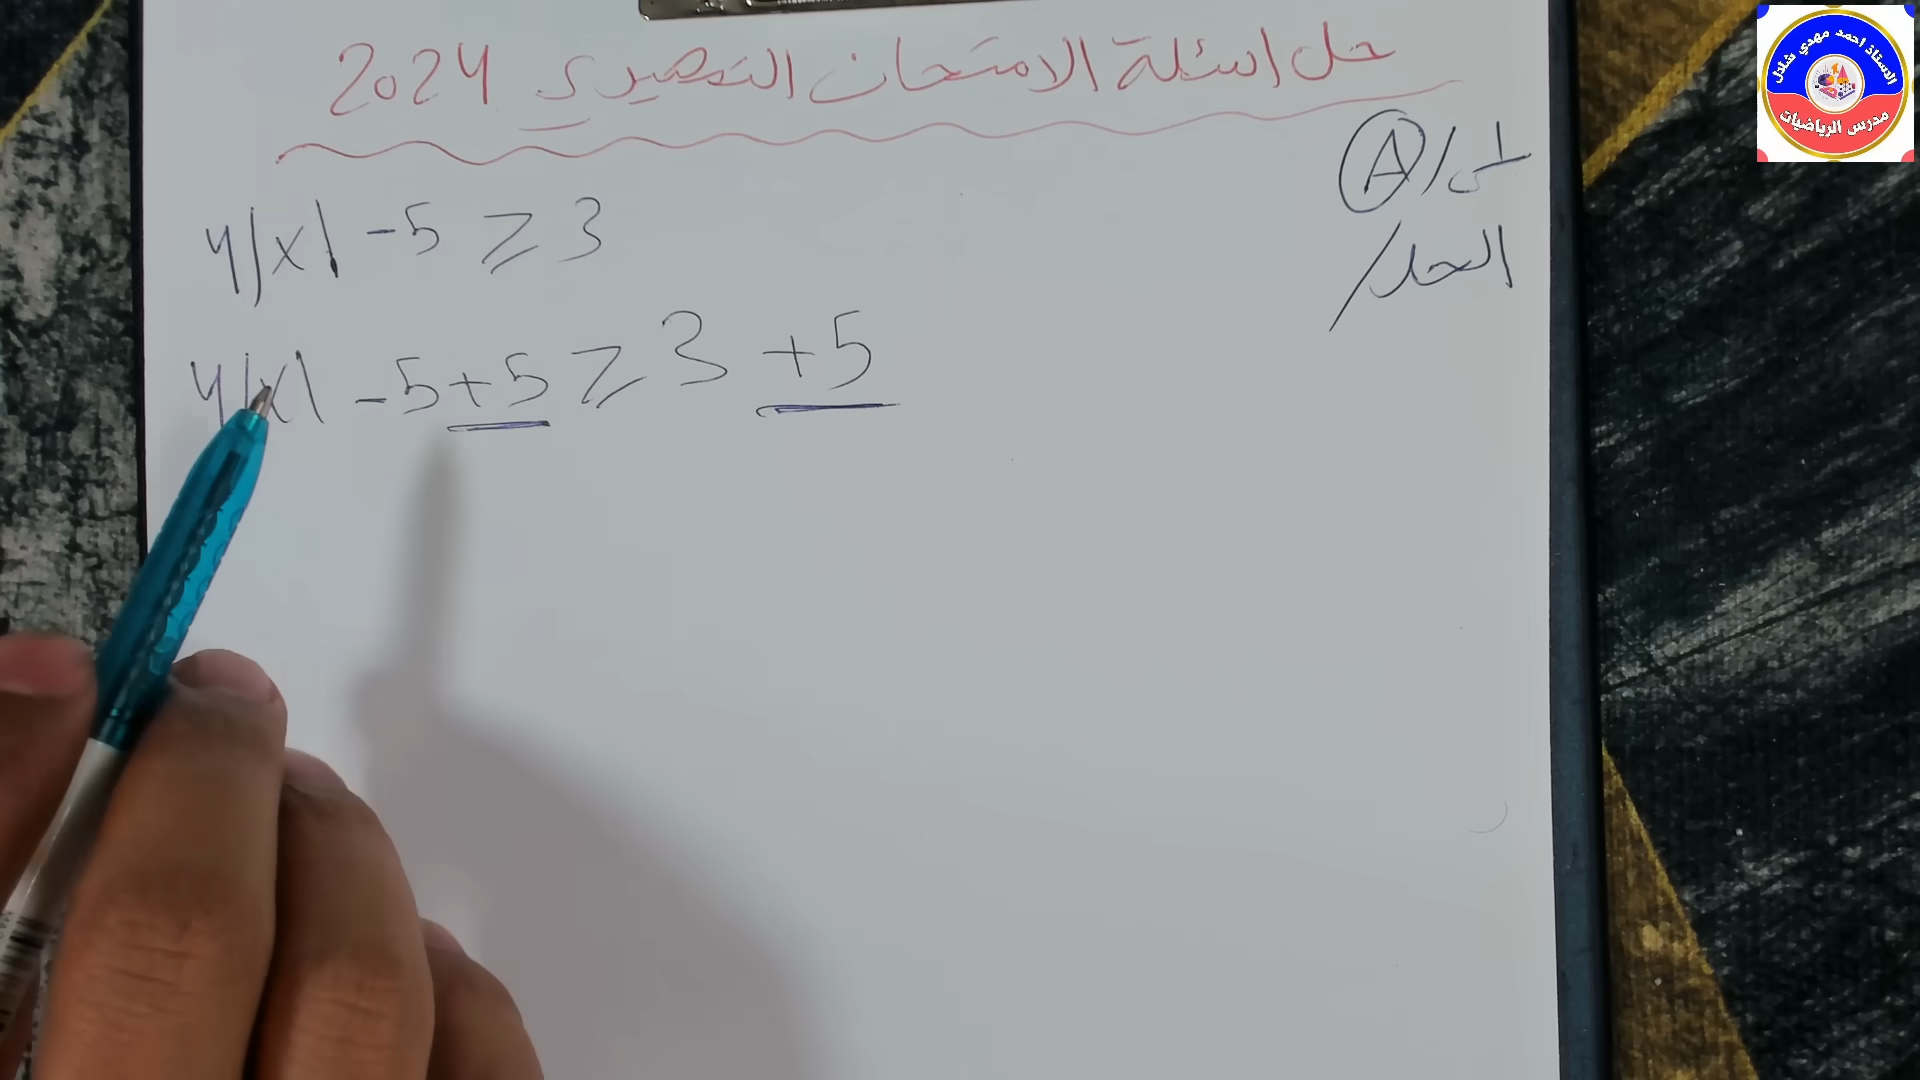 حل اسئلة الامتحان التمهيدي 2024
س1/ A
4|x| -5 ≥ 3
الحل/
4|x| -5+5 ≥ 3 +5
الاستاذ احمد مهدي شلال
مدرس الرياضيات